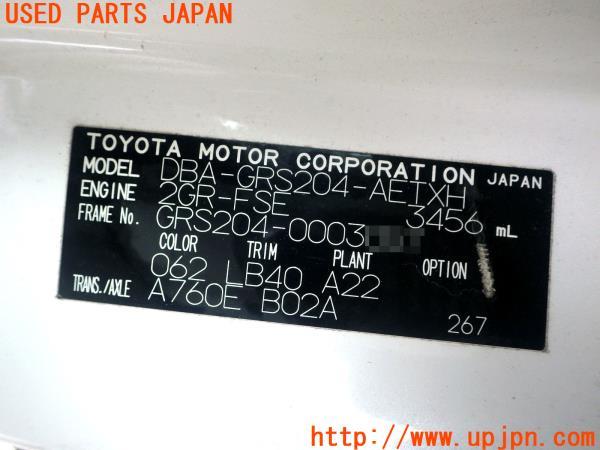 USED PARTS JAPAN
TOYOTA MOTOR CORPORATION JAPAN
MODEL DBA-GRS204-AETXH
ENGINE 2GR-FSE 3456 mL
FRAME No. GRS204-0003
COLOR TRIM PLANT OPTION
062 LB40 A22
TRANS./AXLE A760E B02A
267
http://www.upjpn.com/